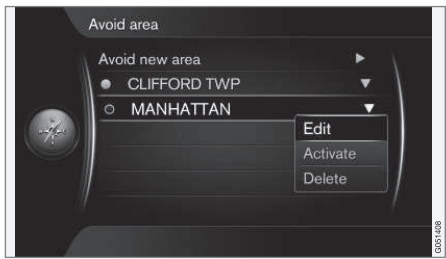 Avoid area
Avoid new area
CLIFFORD TWP
MANHATTAN
Edit
Activate
Delete
G051408